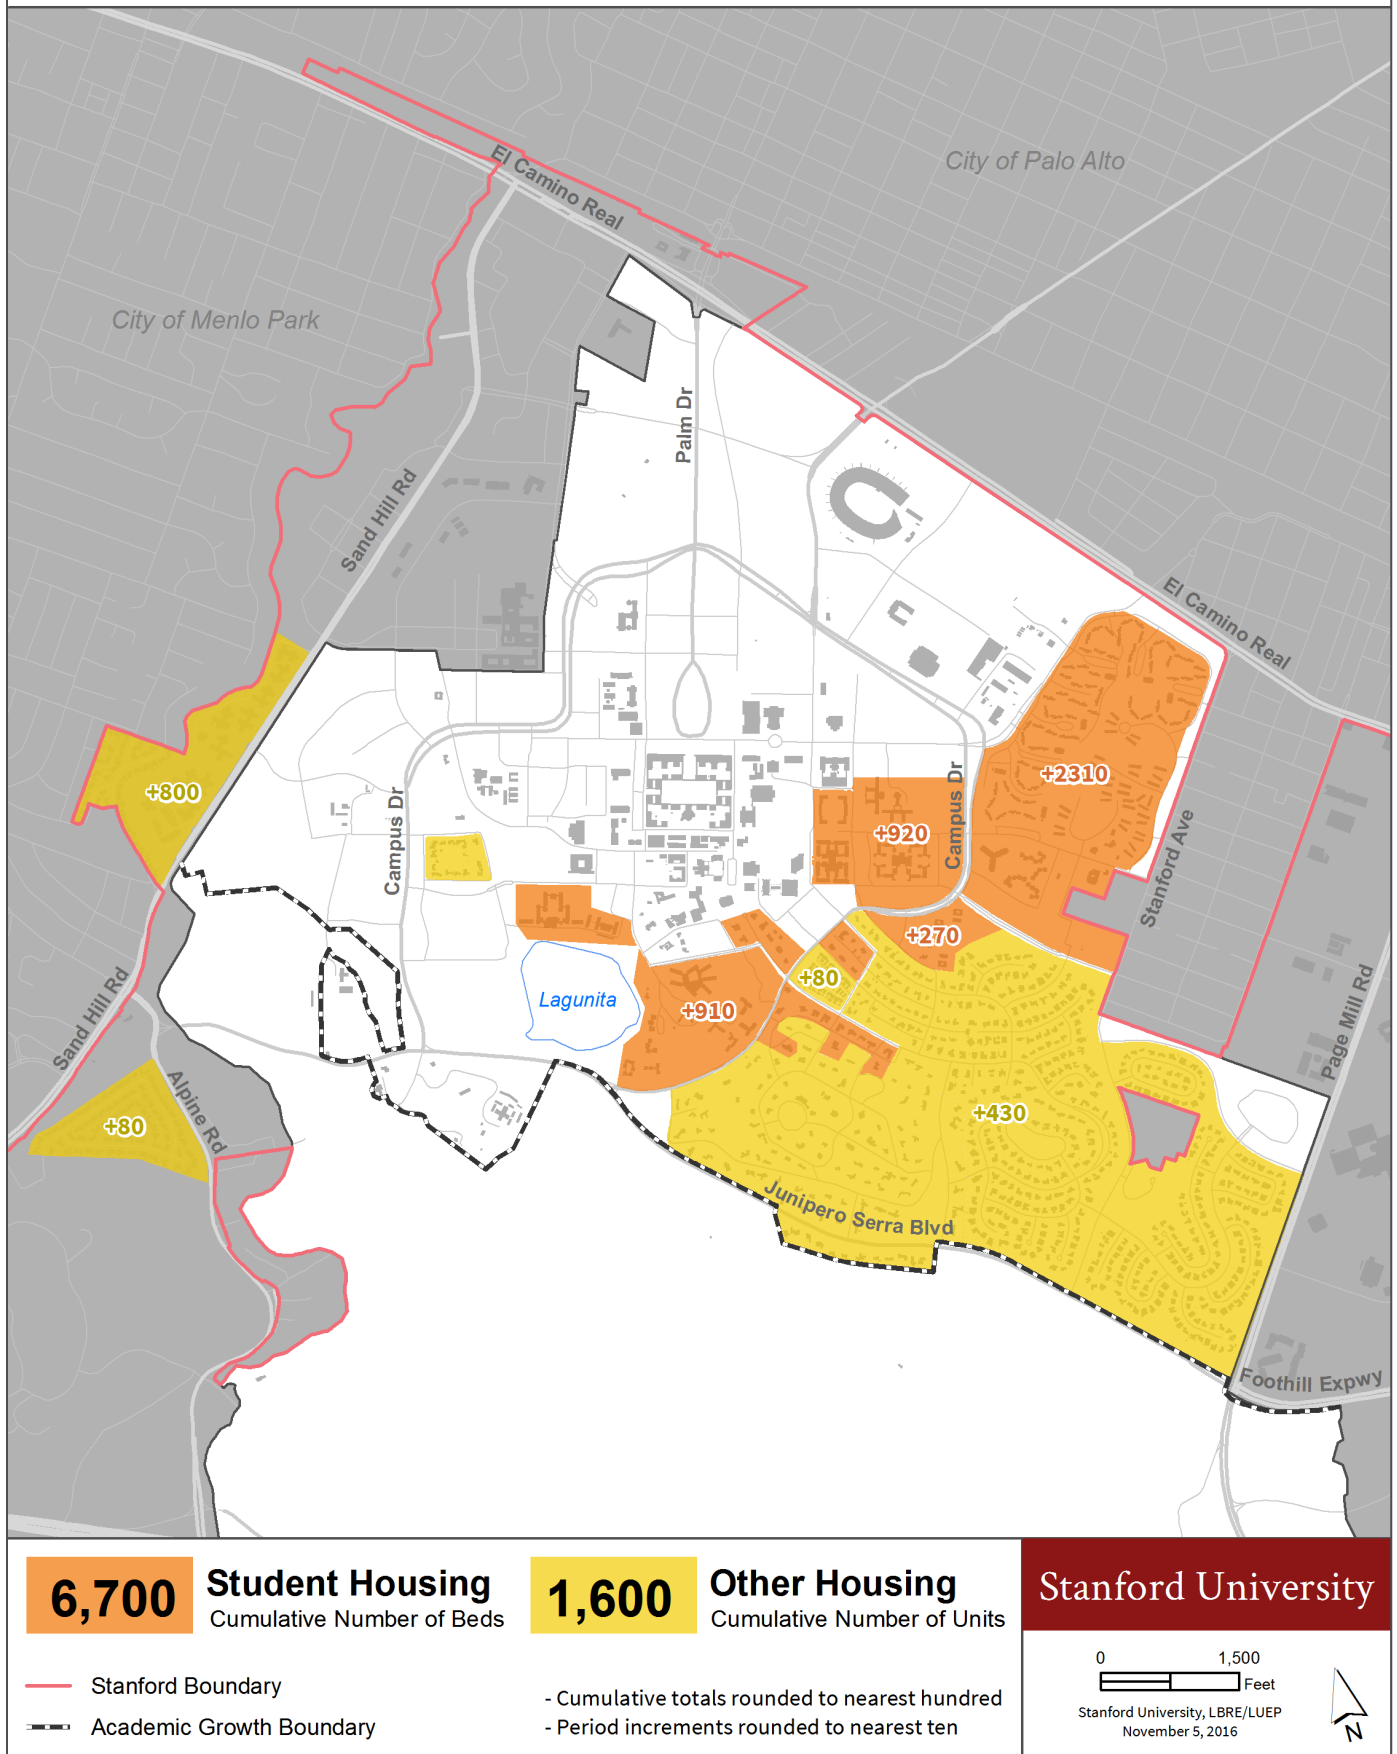 El Camino Real
City of Palo Alto
City of Menlo Park
Palm Dr
Sand Hill Rd
El Camino Real
+800
+2310
Campus Dr
+920
Campus Dr
Stanford Ave
+270
+80
Lagunita
+910
Sand Hill Rd
Page Mill Rd
Alpine Rd
+80
+430
Junipero Serra Blvd
Foothill Expwy
6,700
Student Housing
Cumulative Number of Beds
1,600
Other Housing
Cumulative Number of Units
Stanford University
Stanford Boundary
Academic Growth Boundary
- Cumulative totals rounded to nearest hundred
- Period increments rounded to nearest ten
0 1,500
Feet
Stanford University, LBRE/LUEP
November 5, 2016
N